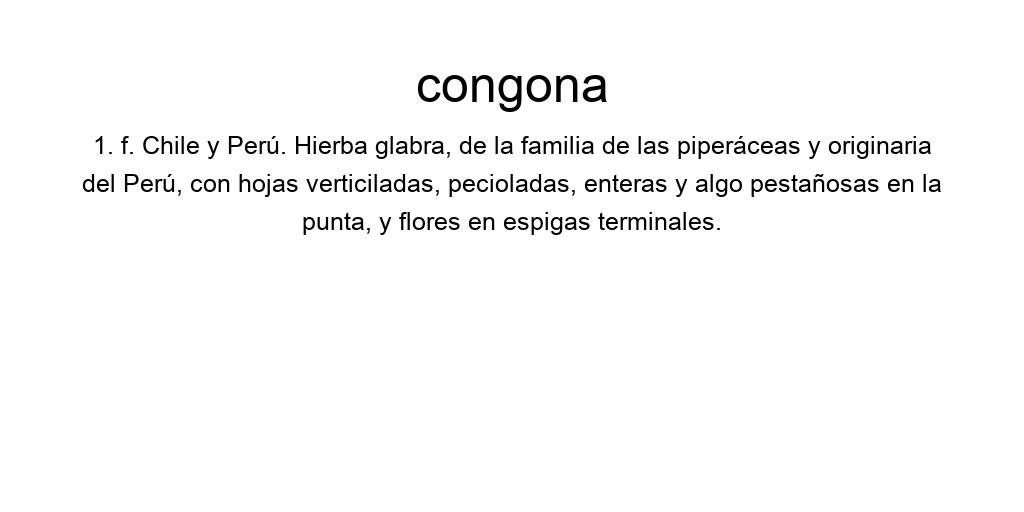 congona
1. f. Chile y Perú. Hierba glabra, de la familia de las piperáceas y originaria
del Perú, con hojas verticiladas, pecioladas, enteras y algo pestañosas en la
punta, y flores en espigas terminales.